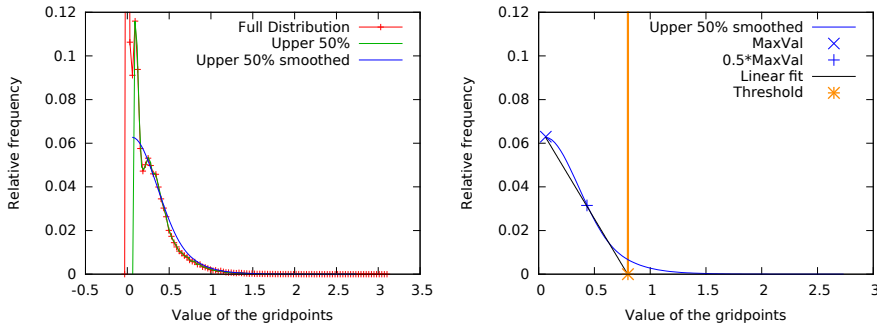 0.12
0.1
0.08
0.06
0.04
0.02
0
-0.5 0 0.5 1.0 1.5 2.0 2.5 3.0 3.5
Relative frequency
Value of the gridpoints
Full Distribution
Upper 50%
Upper 50% smoothed
0.12
0.1
0.08
0.06
0.04
0.02
0
0 0.5 1 1.5 2 2.5 3
Relative frequency
Value of the gridpoints
Upper 50% smoothed
MaxVal
0.5*MaxVal
Linear fit
Threshold